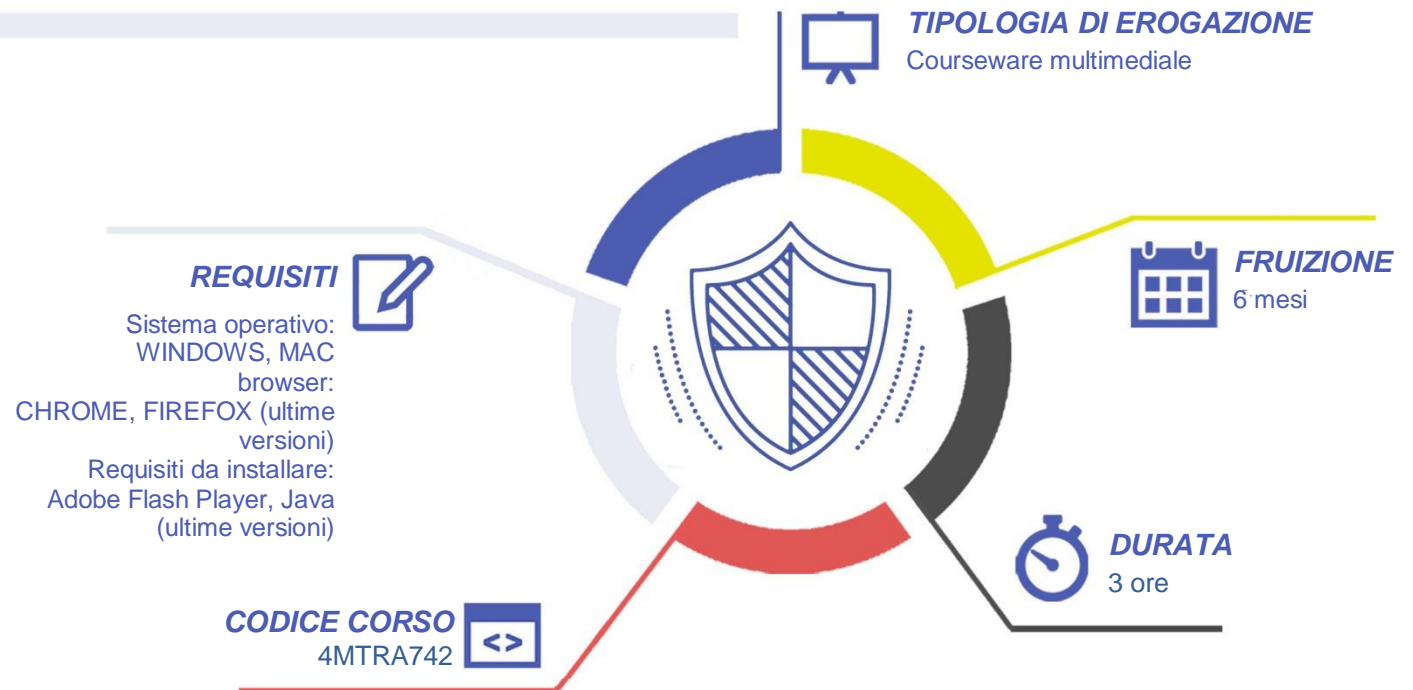 TIPOLOGIA DI EROGAZIONE
Courseware multimediale
REQUISITI
Sistema operativo:
WINDOWS, MAC
browser:
CHROME, FIREFOX (ultime
versioni)
Requisiti da installare:
Adobe Flash Player, Java
(ultime versioni)
FRUIZIONE
6 mesi
DURATA
3 ore
CODICE CORSO
4MTRA742
<>